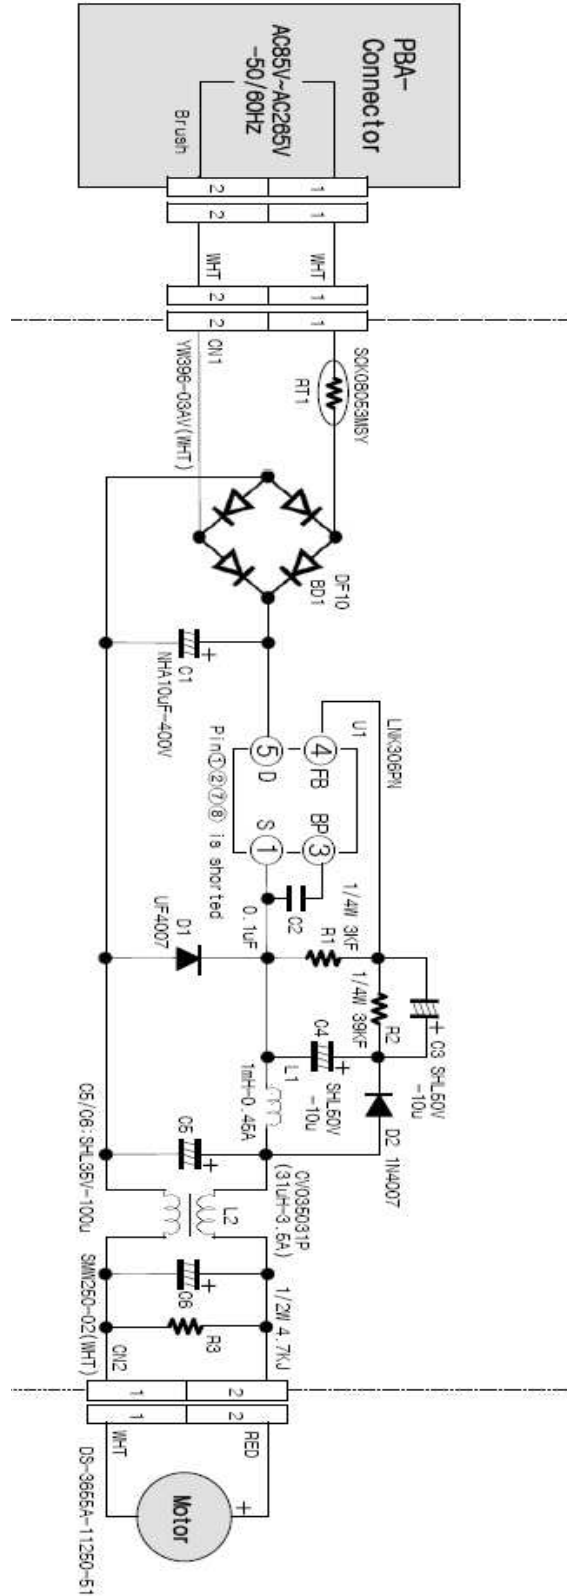 PBA-
Connector
AC85V~AC265V
-50/60Hz
Brush
1
2
1
2
WHT
WHT
1
2
1
2
CN1
YW396-03AV(WHT)
SCK08053MSY
RT1
DF10
BD1
C1
+
NHA10uF-400V
LNK306PN
U1
4
FB
5
D
BP
3
S
1
Pin①②⑦⑧ is shorted
C2
0.1uF
D1
UF4007
1/4W 3KF
R1
1/4W 39KF
R2
+
C3 SHL50V
-10u
C4
+
SHL50V
-10u
D2 1N4007
L1
1mH-0.45A
C5
+
C5/C6:SHL35V-100u
CV035031P
(31uH-3.5A)
L2
C6
+
1/2W 4.7KJ
R3
SMW250-02(WHT)
CN2
2
1
2
1
RED
WHT
+
Motor
DS-3655A-11250-51